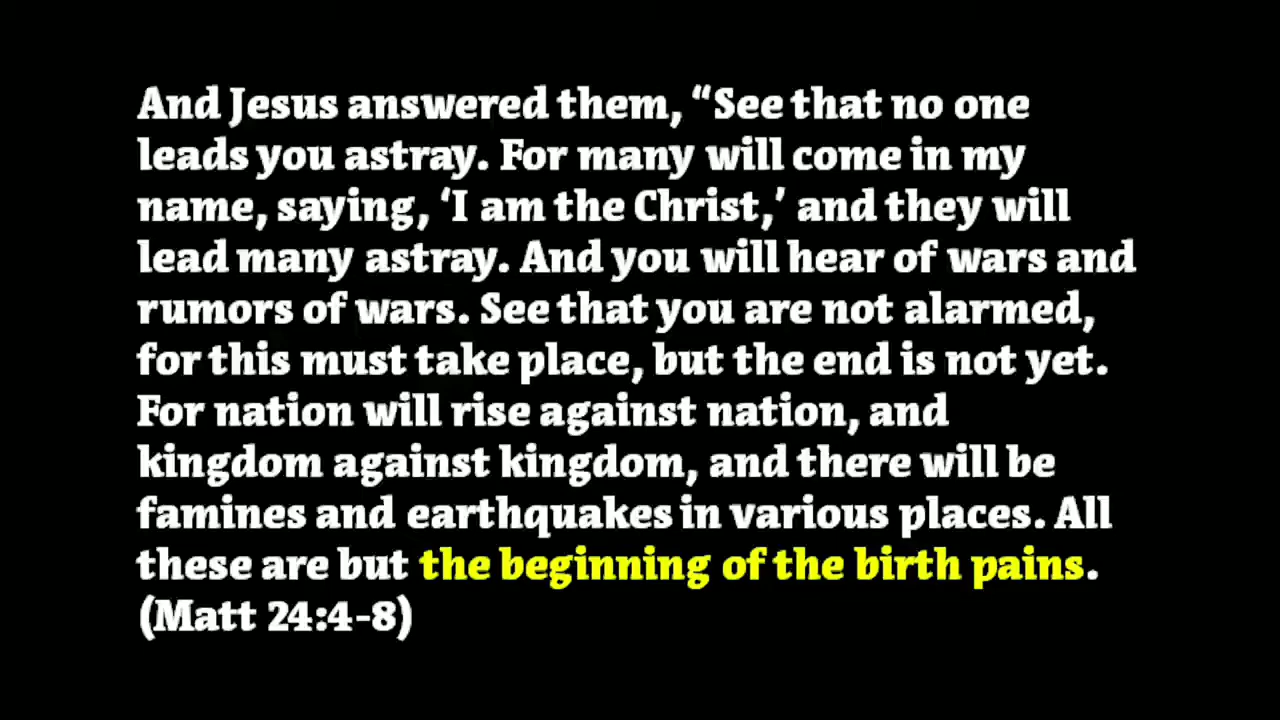 And Jesus answered them, “See that no one
leads you astray. For many will come in my
name, saying, ‘I am the Christ,’ and they will
lead many astray. And you will hear of wars and
rumors of wars. See that you are not alarmed,
for this must take place, but the end is not yet.
For nation will rise against nation, and
kingdom against kingdom, and there will be
famines and earthquakes in various places. All
these are but the beginning of the birth pains.
(Matt 24:4-8)